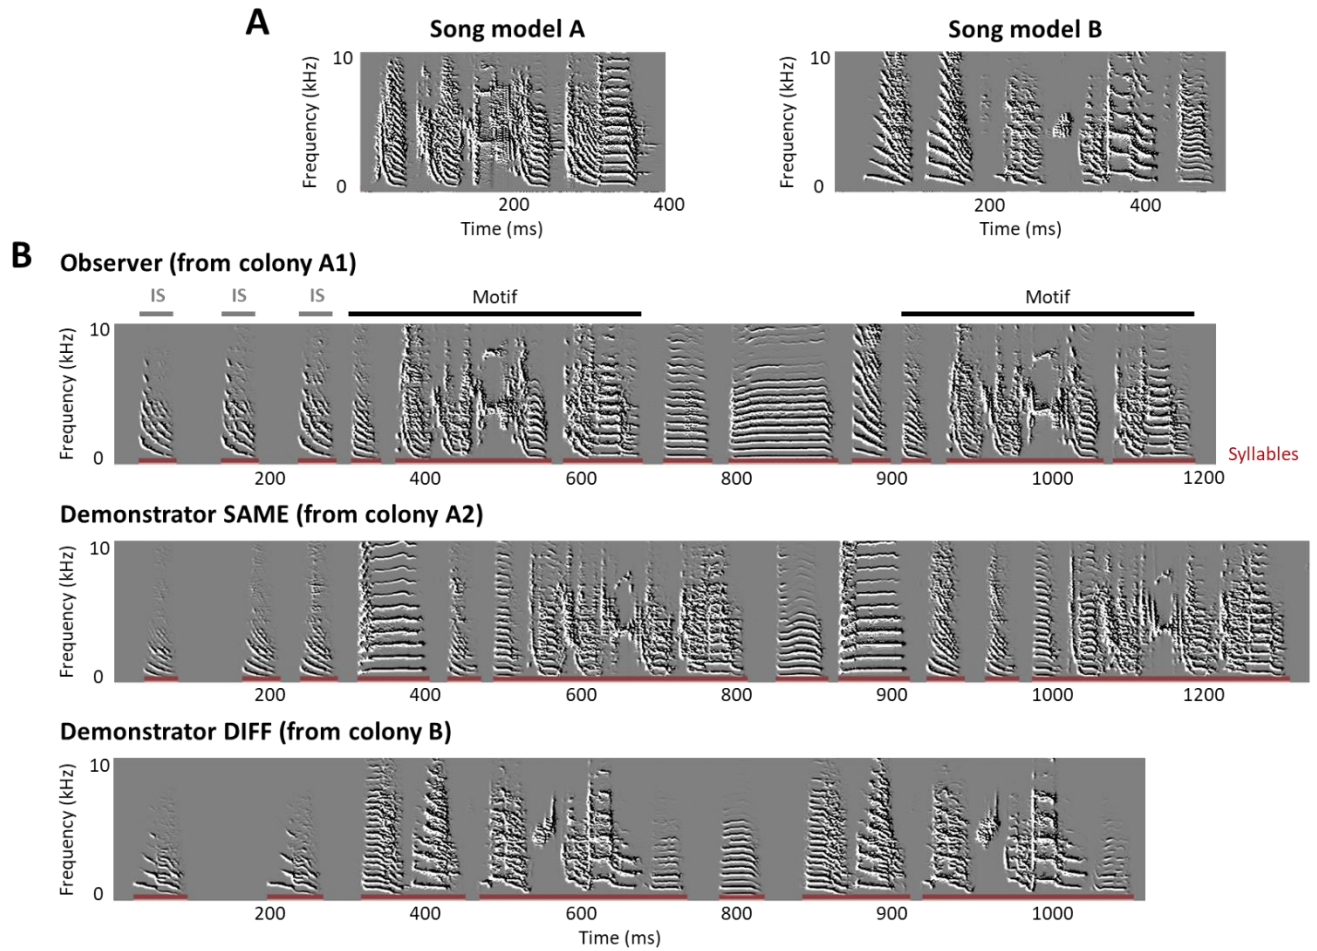 A
Song model A
Song model B
10
Frequency (kHz)
0
200
400
Time (ms)
10
Frequency (kHz)
0
200
400
Time (ms)
B
Observer (from colony A1)
IS
IS
IS
Motif
Motif
10
Frequency (kHz)
0
Syllables
200
400
600
800
900
1000
1200
Demonstrator SAME (from colony A2)
10
Frequency (kHz)
0
200
400
600
800
900
1000
1200
Demonstrator DIFF (from colony B)
10
Frequency (kHz)
0
200
400
600
800
900
1000
Time (ms)